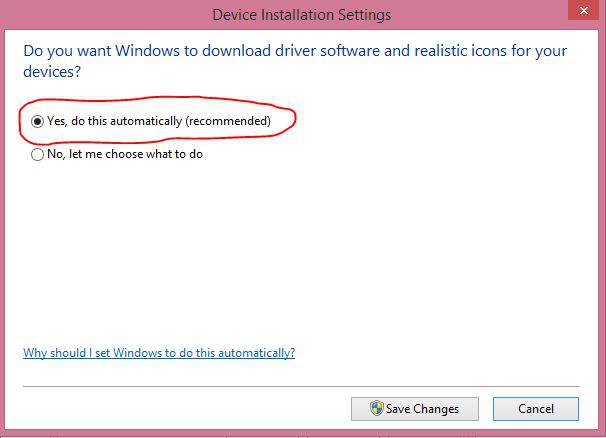 Device Installation Settings
Do you want Windows to download driver software and realistic icons for your
devices?
Yes, do this automatically (recommended)
No, let me choose what to do
Why should I set Windows to do this automatically?
Save Changes
Cancel